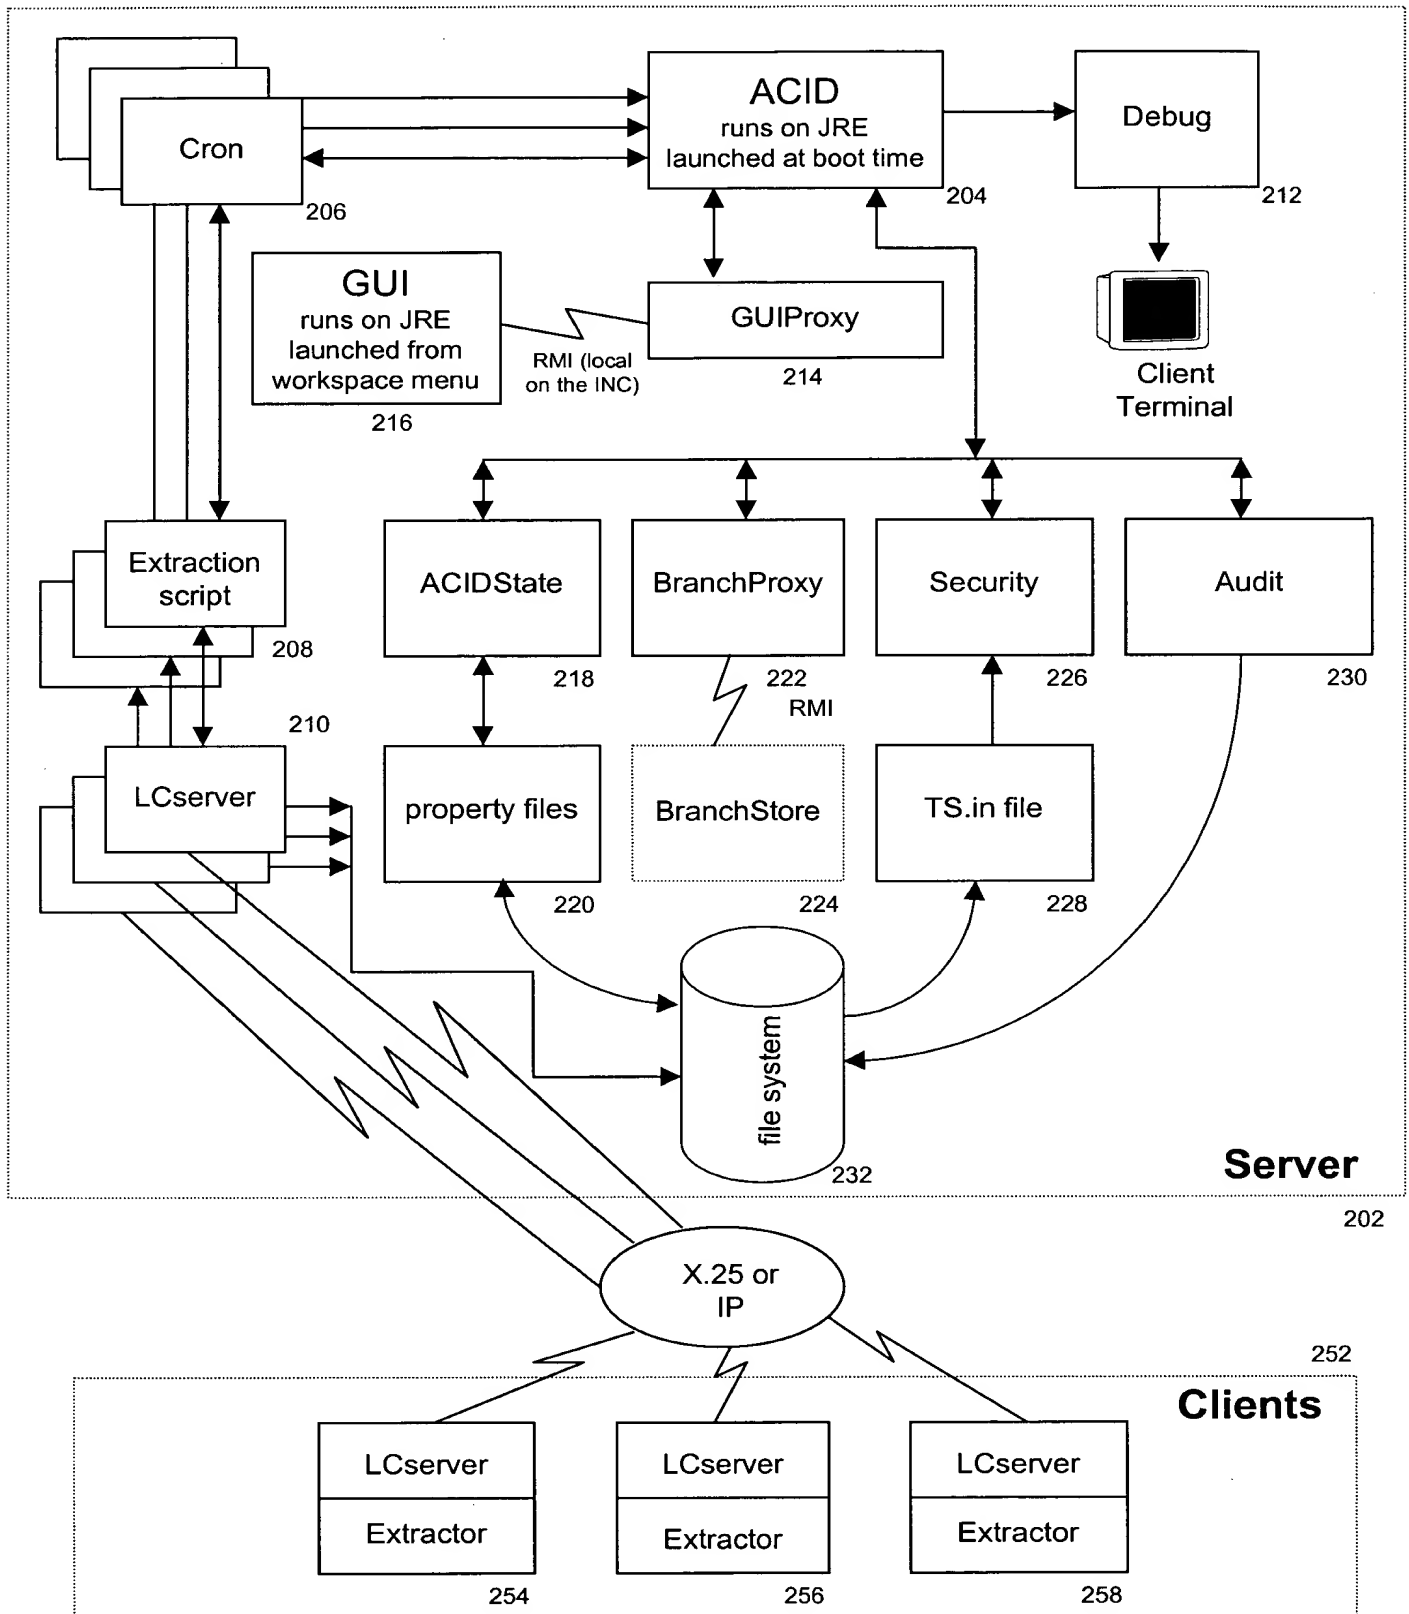 ACID
runs on JRE
launched at boot time
204
Debug
212
Cron
206
GUI
runs on JRE
launched from
workspace menu
216
RMI (local
on the INC)
GUIProxy
214
Client
Terminal
Extraction
script
208
ACIDState
218
BranchProxy
222
RMI
Security
226
Audit
230
210
LCserver
property files
220
BranchStore
224
TS.in file
228
file system
232
Server
202
X.25 or
IP
252
Clients
LCserver
Extractor
254
LCserver
Extractor
256
LCserver
Extractor
258